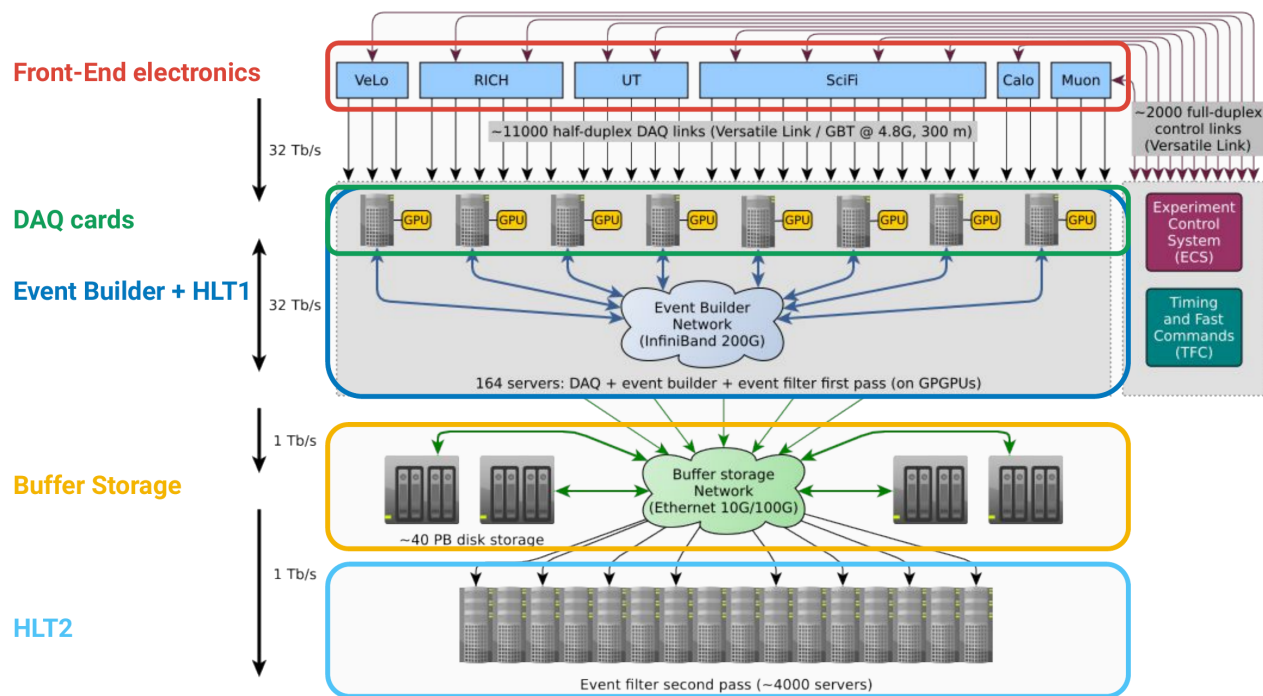 Front-End electronics
VeLo
RICH
UT
SciFi
Calo
Muon
~11000 half-duplex DAQ links (Versatile Link / GBT @ 4.8G, 300 m)
~2000 full-duplex
control links
(Versatile Link)
32 Tb/s
DAQ cards
GPU
GPU
GPU
GPU
GPU
GPU
GPU
GPU
Experiment
Control
System
(ECS)
Event Builder + HLT1
32 Tb/s
Event Builder
Network
(InfiniBand 200G)
Timing
and Fast
Commands
(TFC)
164 servers: DAQ + event builder + event filter first pass (on GPGPUs)
1 Tb/s
Buffer Storage
Buffer storage
Network
(Ethernet 10G/100G)
~40 PB disk storage
1 Tb/s
HLT2
Event filter second pass (~4000 servers)